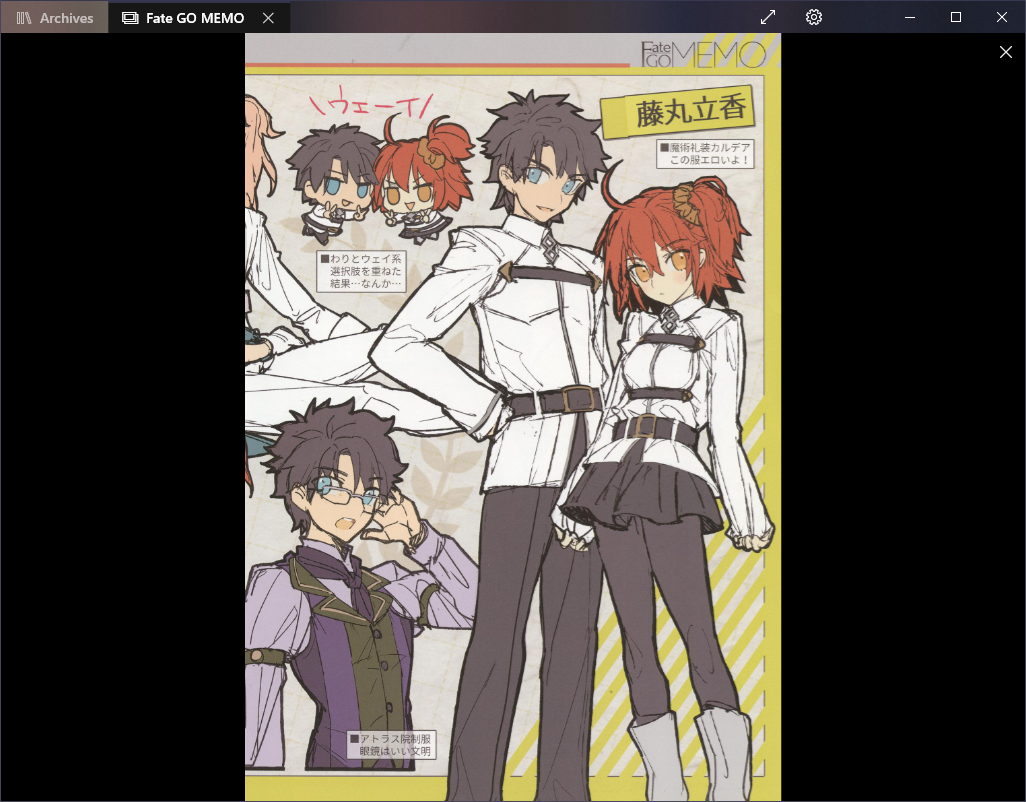 Archives
Fate GO MEMO
Fate
GO MEMO
\ウェーイ/
藤丸立香
■魔術礼装カルデア
この服エロいよ！
■わりとウェイ系
選択肢を重ねた
結果…なんか…
■アトラス院制服
眼鏡はいい文明